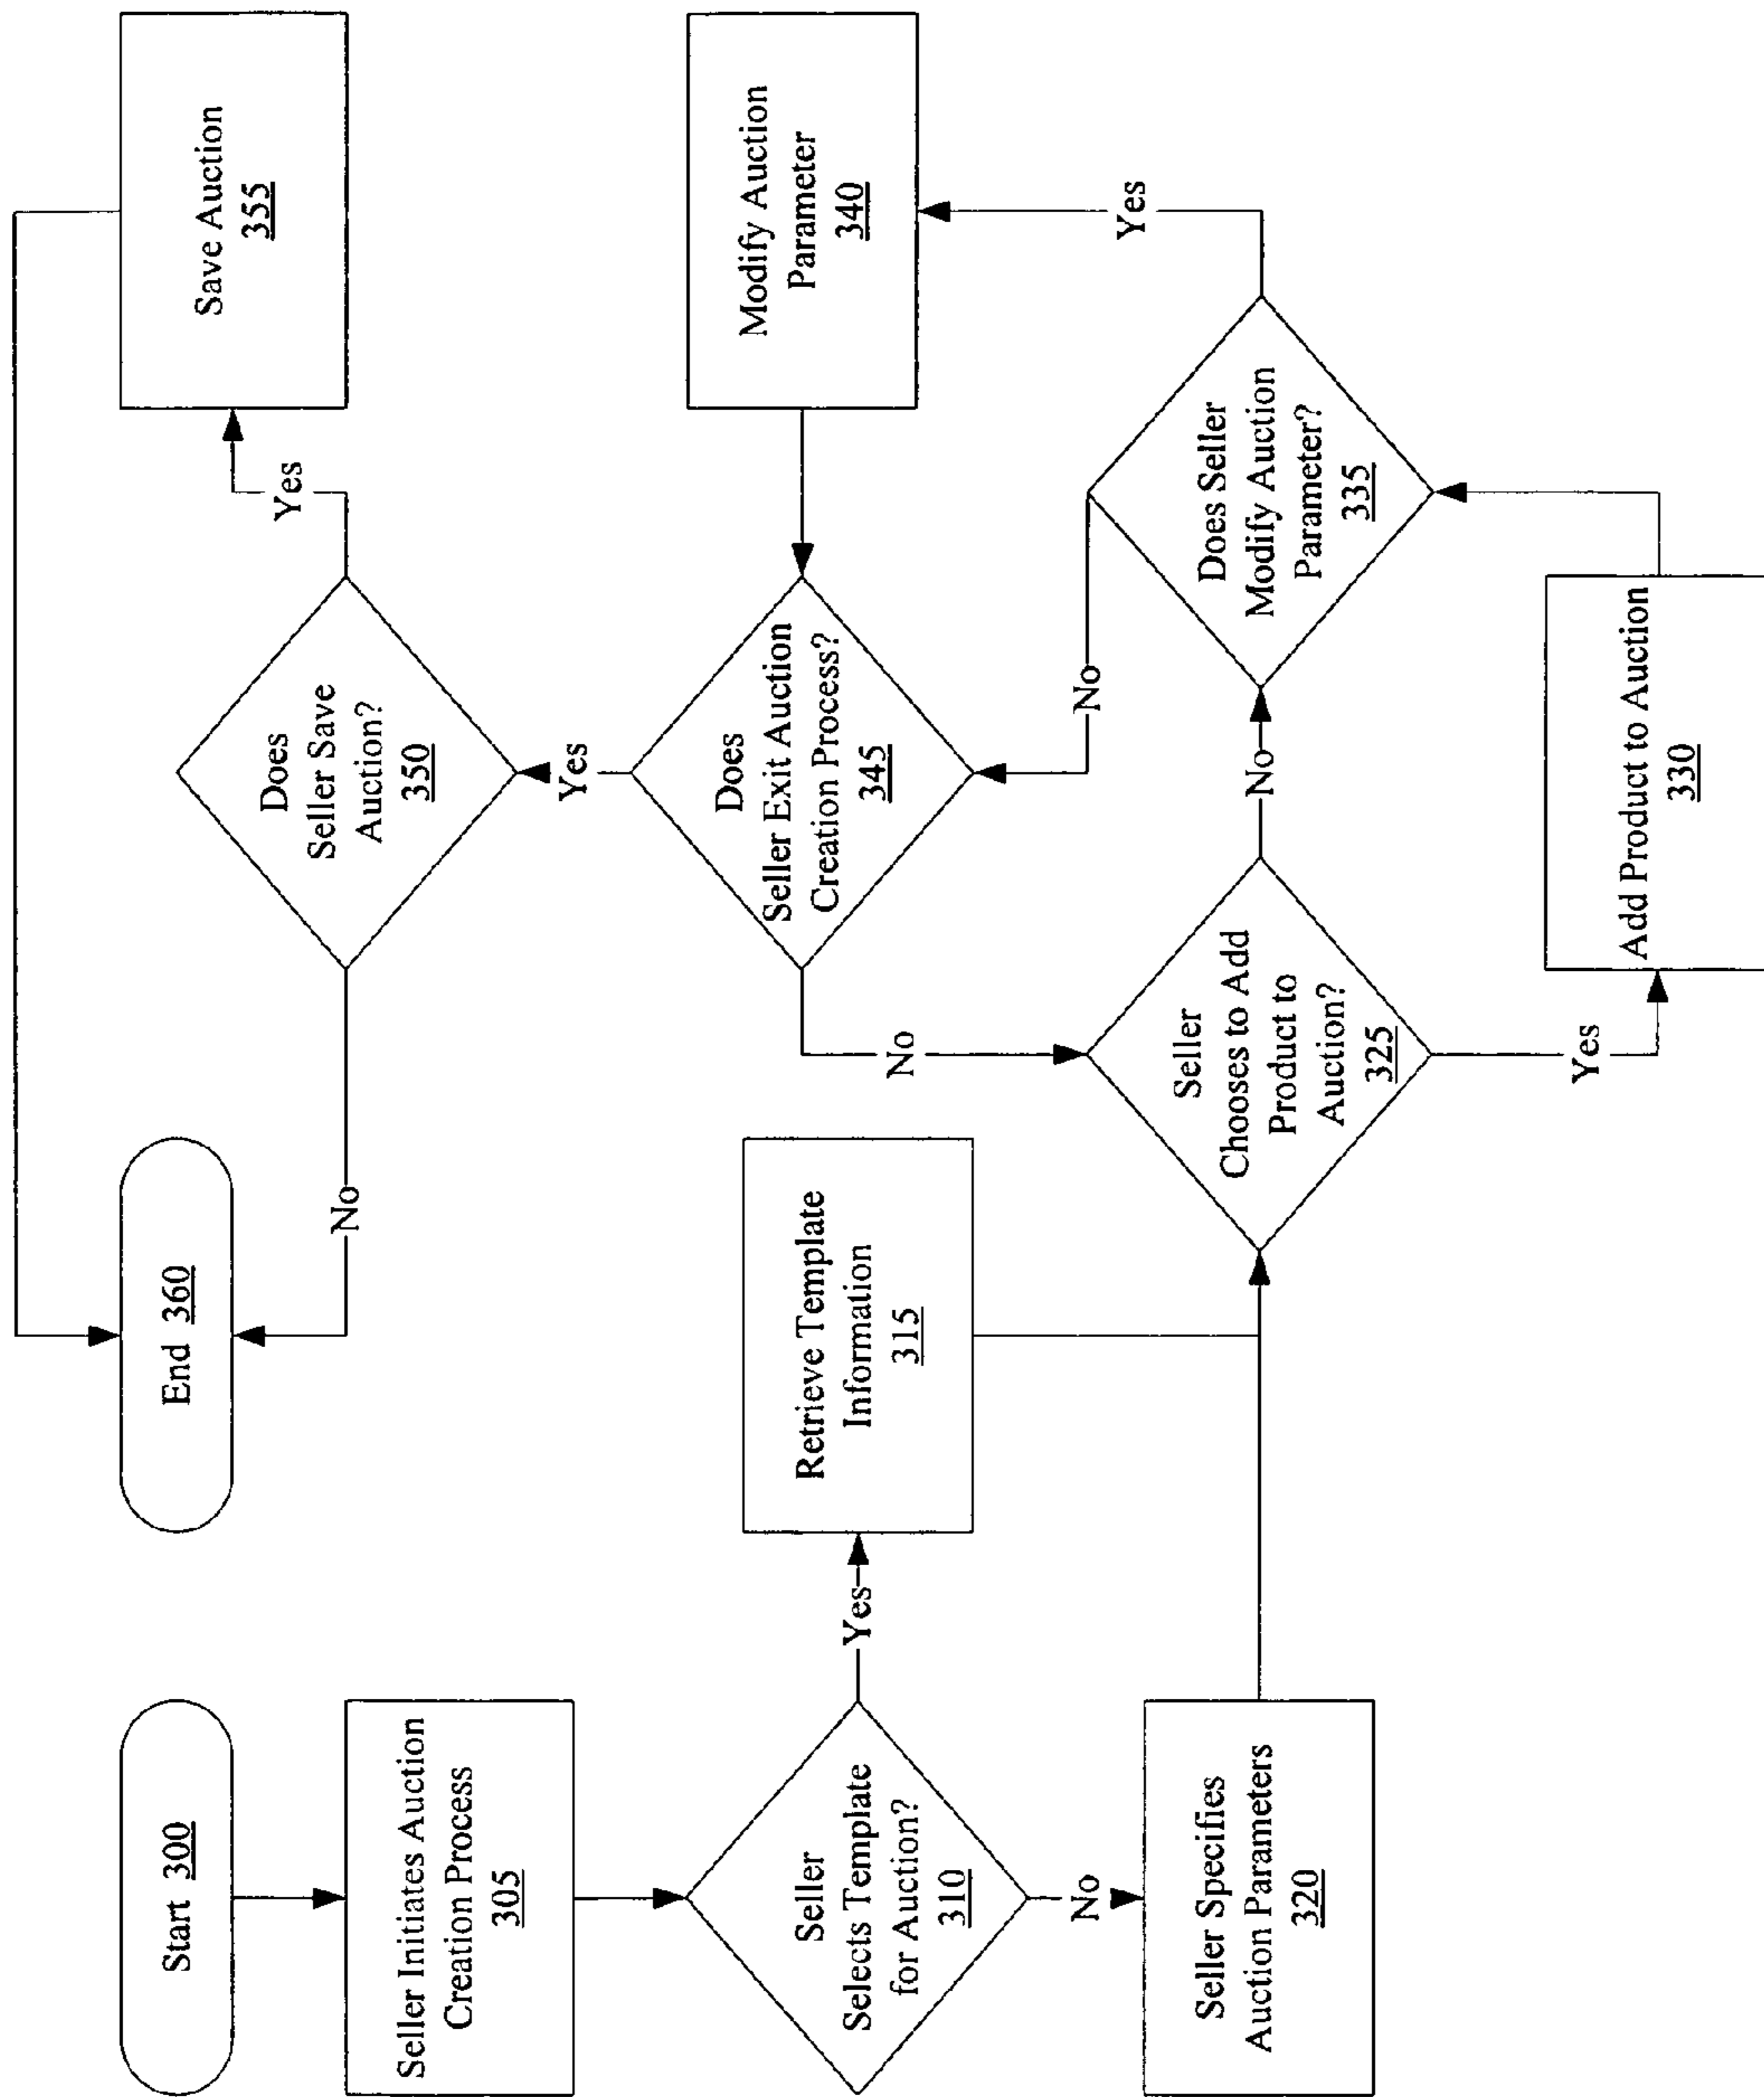 Start 300
Seller Initiates Auction
Creation Process
305
Seller
Selects Template
for Auction?
310
Yes
No
Retrieve Template
Information
315
Seller Specifies
Auction Parameters
320
Seller
Chooses to Add
Product to
Auction?
325
Yes
No
Add Product to Auction
330
Does Seller
Modify Auction
Parameter?
335
Yes
No
Modify Auction
Parameter
340
Does
Seller Exit Auction
Creation Process?
345
No
Yes
Does
Seller Save
Auction?
350
Yes
No
Save Auction
355
End 360